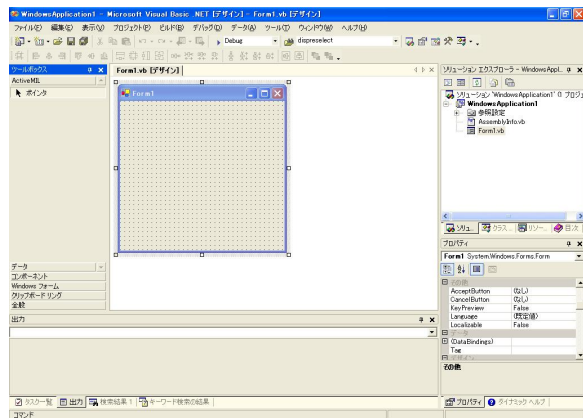 WindowsApplication1 - Microsoft Visual Basic .NET [デザイン] - Form1.vb [デザイン]
ファイル(F) 編集(E) 表示(V) プロジェクト(P) ビルド(B) デバッグ(D) データ(A) ツール(T) ウィンドウ(W) ヘルプ(H)
Debug
dispreselect
ツールボックス
ActiveXML
ポインタ
データ
コンポーネント
Windows フォーム
クリップボード リング
全般
Form1.vb [デザイン]
Form1
ソリューション エクスプローラ - WindowsAppl...
ソリューション 'WindowsApplication1' (1 プロジェ
WindowsApplication1
参照設定
AssemblyInfo.vb
Form1.vb
ソリュ...
クラス...
リソー...
目次
プロパティ
Form1 System.Windows.Forms.Form
その他
AcceptButton (なし)
CancelButton (なし)
KeyPreview False
Language (既定値)
Localizable False
データ
(DataBindings)
Tag
デザイン
その他
プロパティ
ダイナミック ヘルプ
出力
タスク一覧
出力
検索結果 1
キーワード検索の結果
コマンド